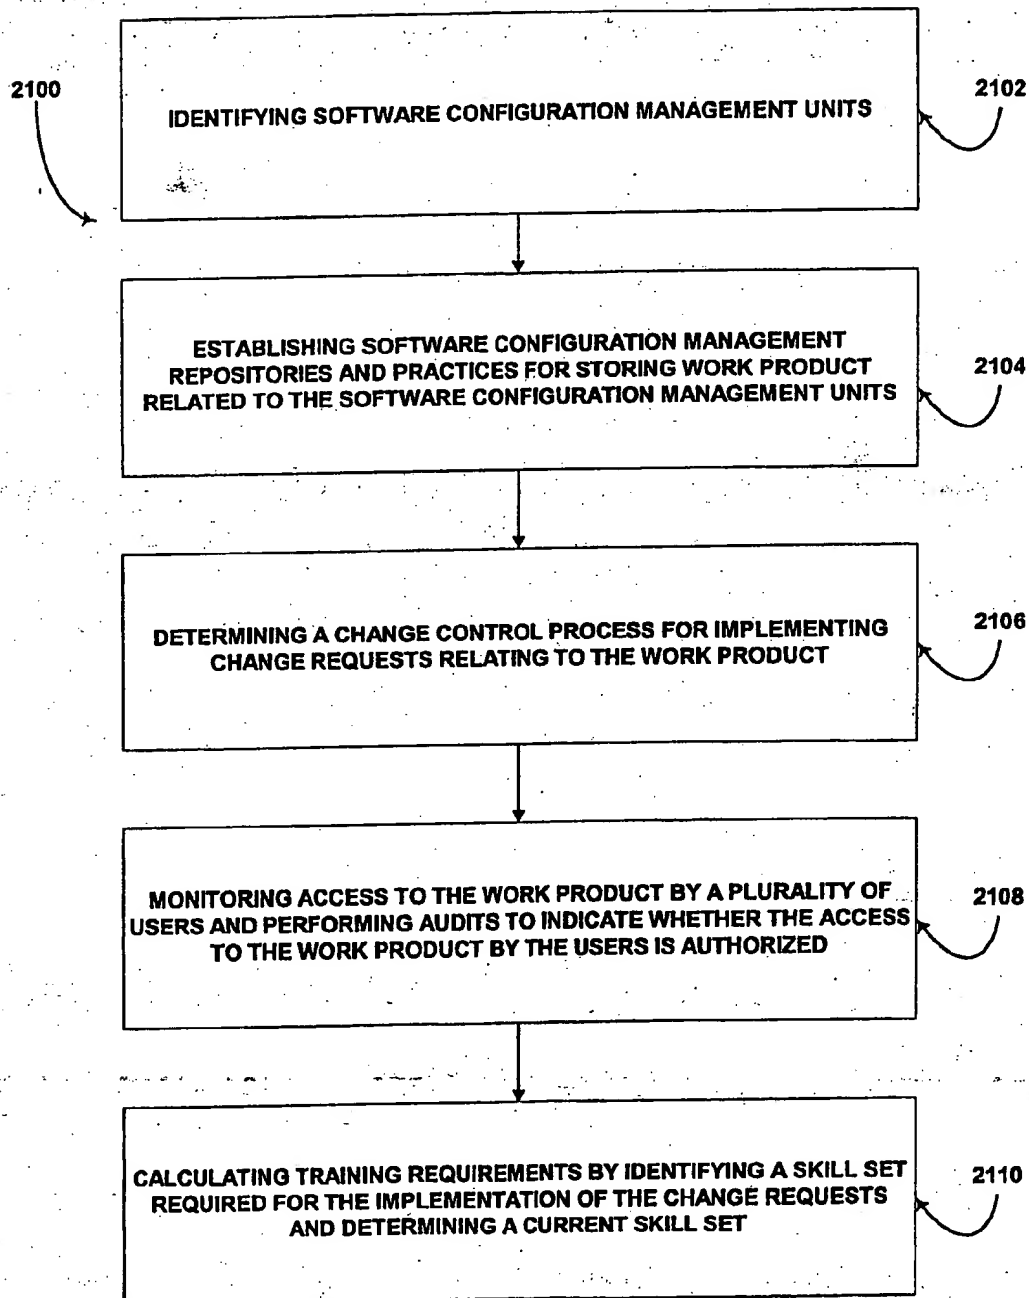 2100
IDENTIFYING SOFTWARE CONFIGURATION MANAGEMENT UNITS
2102
ESTABLISHING SOFTWARE CONFIGURATION MANAGEMENT
REPOSITORIES AND PRACTICES FOR STORING WORK PRODUCT
RELATED TO THE SOFTWARE CONFIGURATION MANAGEMENT UNITS
2104
DETERMINING A CHANGE CONTROL PROCESS FOR IMPLEMENTING
CHANGE REQUESTS RELATING TO THE WORK PRODUCT
2106
MONITORING ACCESS TO THE WORK PRODUCT BY A PLURALITY OF
USERS AND PERFORMING AUDITS TO INDICATE WHETHER THE ACCESS
TO THE WORK PRODUCT BY THE USERS IS AUTHORIZED
2108
CALCULATING TRAINING REQUIREMENTS BY IDENTIFYING A SKILL SET
REQUIRED FOR THE IMPLEMENTATION OF THE CHANGE REQUESTS
AND DETERMINING A CURRENT SKILL SET
2110